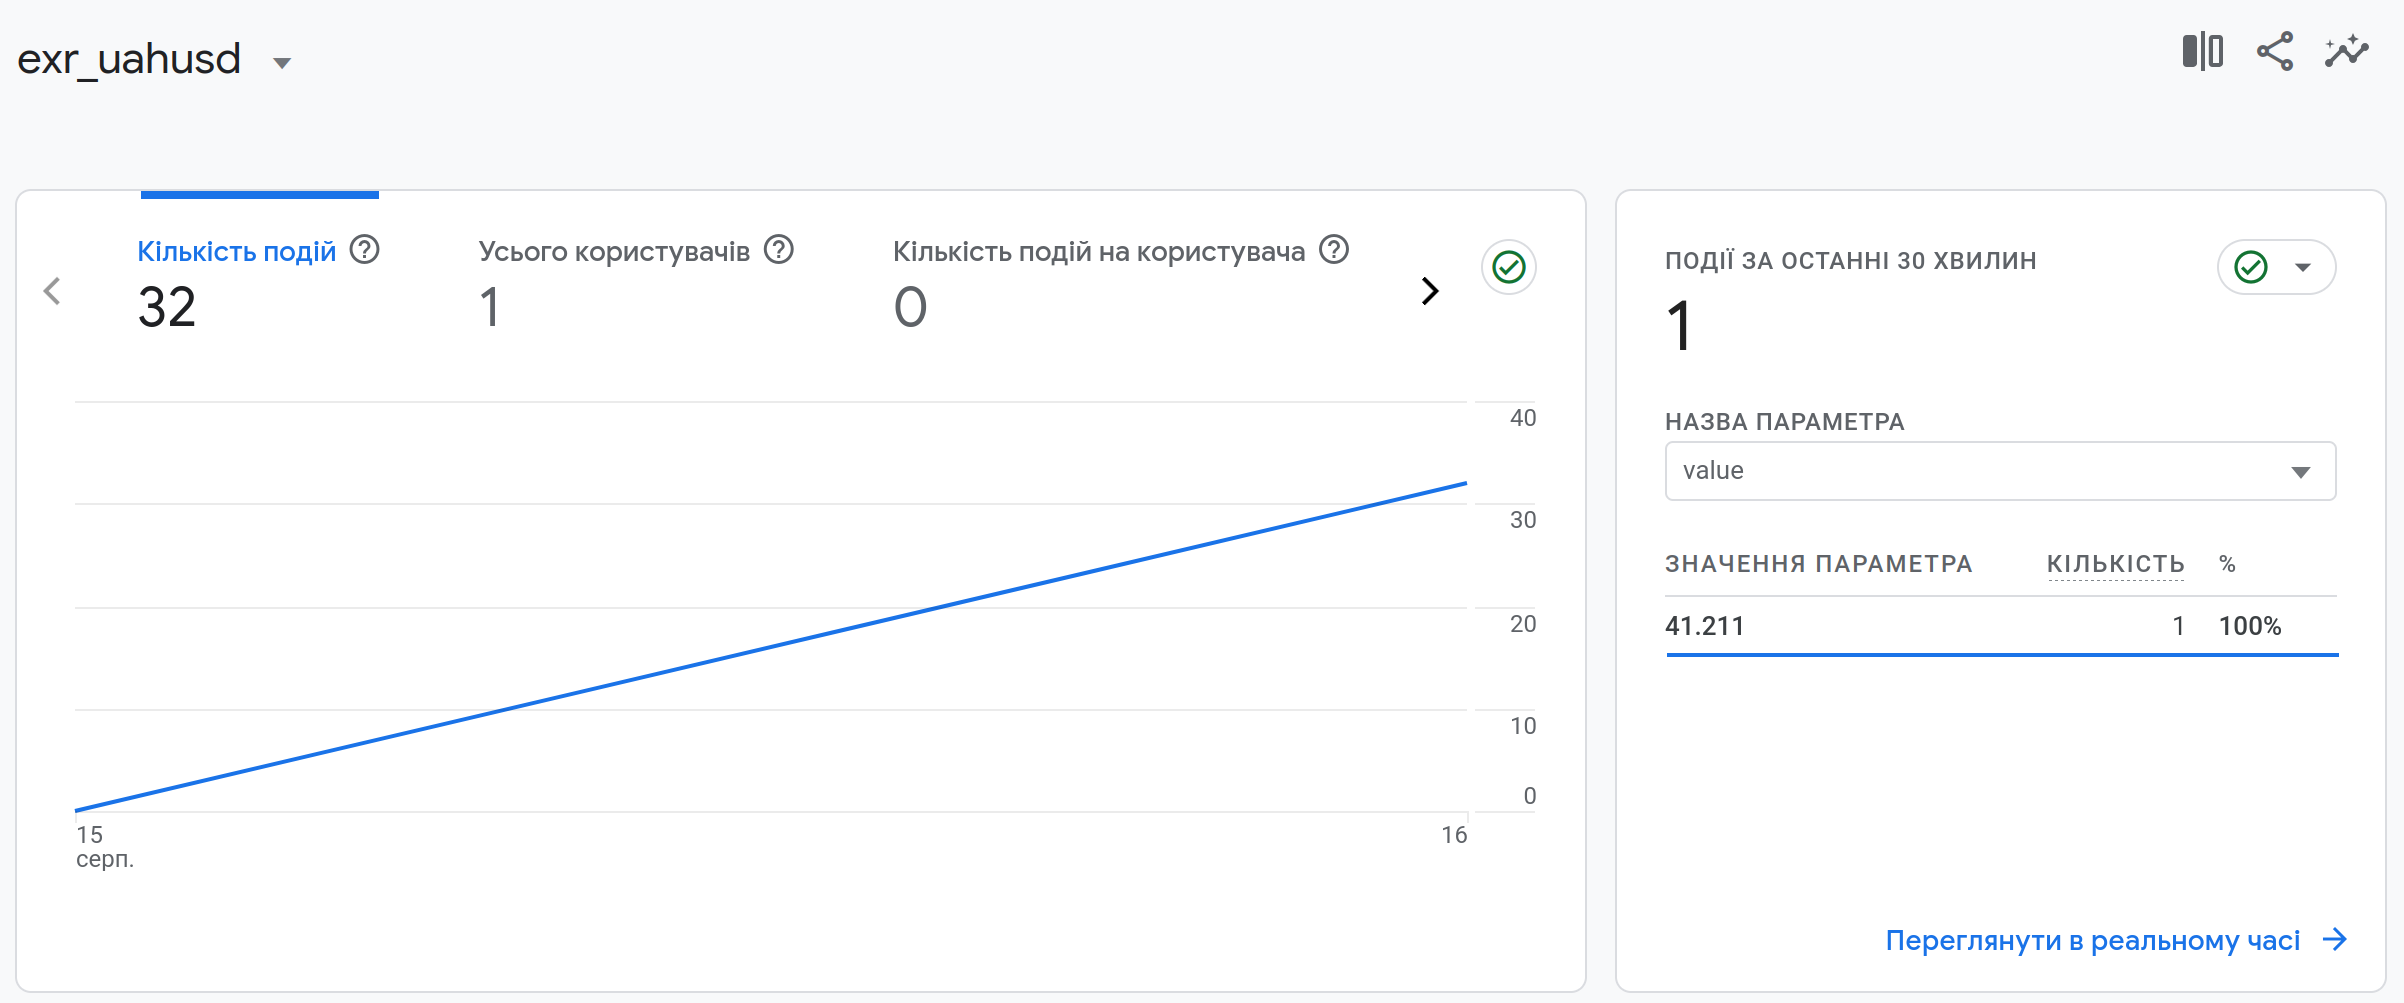 exr_uahusd
Кількість подій
32
Усього користувачів
1
Кількість подій на користувача
0
40
30
20
10
0
15
серп.
16
ПОДІЇ ЗА ОСТАННІ 30 ХВИЛИН
1
НАЗВА ПАРАМЕТРА
value
ЗНАЧЕННЯ ПАРАМЕТРА КІЛЬКІСТЬ %
41.211 1 100%
Переглянути в реальному часі